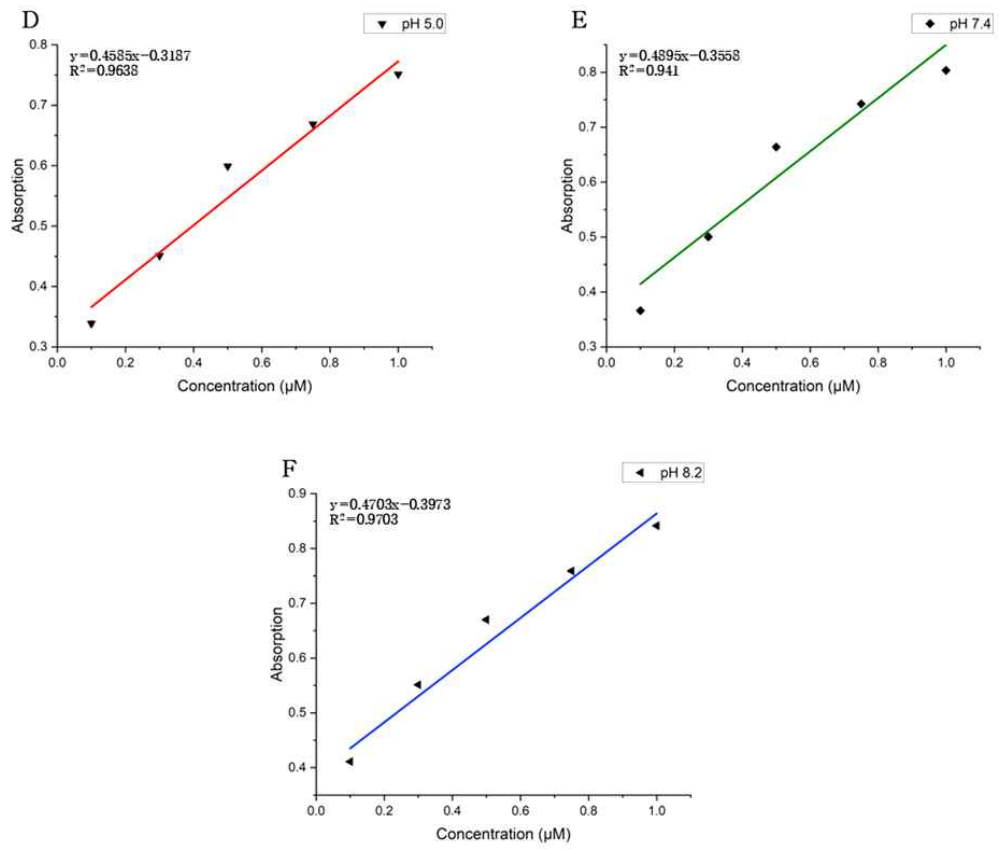 D
pH 5.0
y=0.4585x−0.3187
R²=0.9638
0.8
0.7
0.6
0.5
0.4
0.3
Absorption
0.0 0.2 0.4 0.6 0.8 1.0
Concentration (µM)
E
pH 7.4
y=0.4895x−0.3558
R²=0.941
0.8
0.7
0.6
0.5
0.4
0.3
Absorption
0.0 0.2 0.4 0.6 0.8 1.0
Concentration (µM)
F
pH 8.2
y=0.4703x−0.3973
R²=0.9703
0.9
0.8
0.7
0.6
0.5
0.4
Absorption
0.0 0.2 0.4 0.6 0.8 1.0
Concentration (µM)